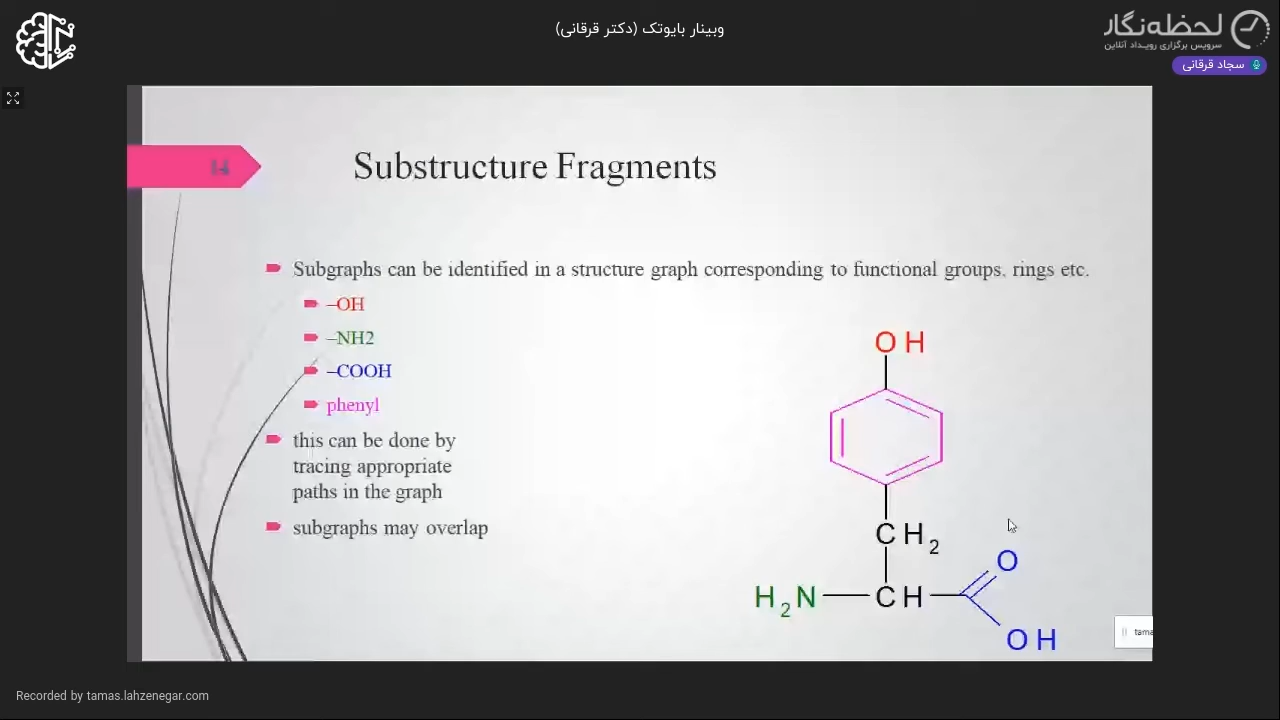 وبینار بایوتک (دکتر قرقانی)
لحظه‌نگار
سرویس برگزاری رویداد آنلاین
سجاد قرقانی
14
Substructure Fragments
Subgraphs can be identified in a structure graph corresponding to functional groups, rings etc.
–OH
–NH2
–COOH
phenyl
this can be done by
tracing appropriate
paths in the graph
subgraphs may overlap
OH
CH2
O
H2N
CH
OH
Recorded by tamas.lahzenegar.com